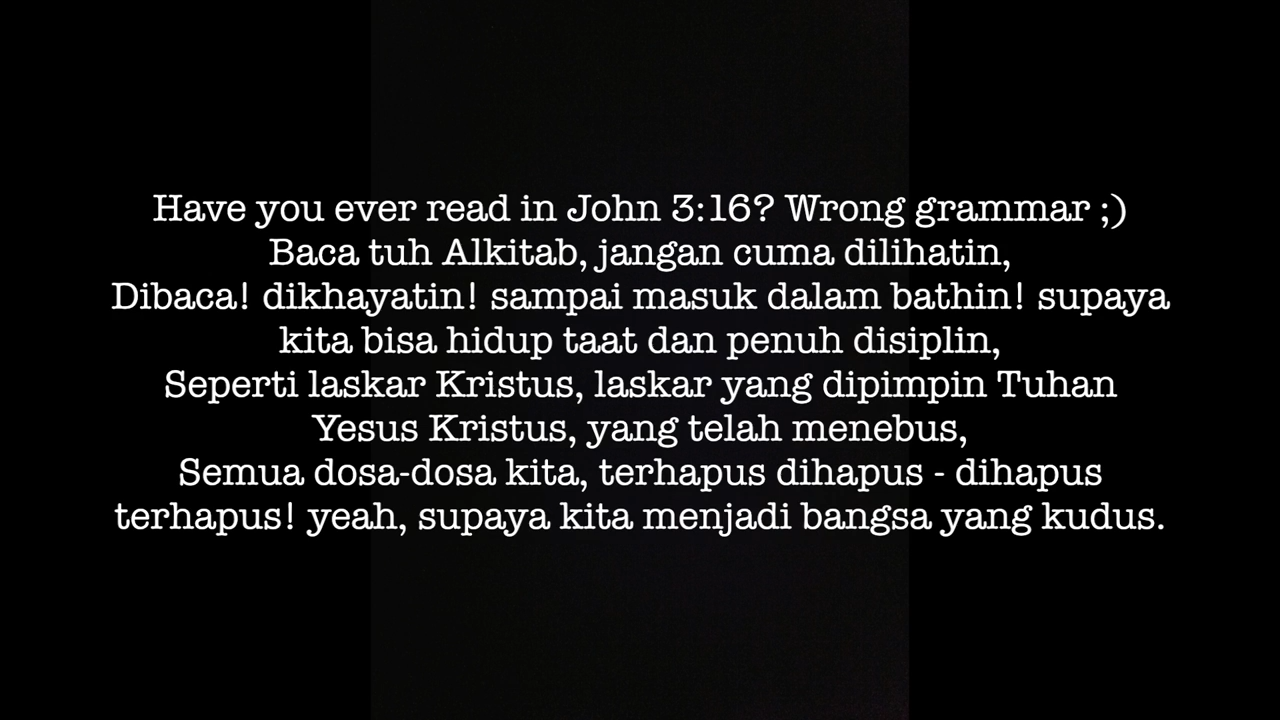 Have you ever read in John 3:16? Wrong grammar ;)
Baca tuh Alkitab, jangan cuma dilihatin,
Dibaca! dikhayatin! sampai masuk dalam bathin! supaya
kita bisa hidup taat dan penuh disiplin,
Seperti laskar Kristus, laskar yang dipimpin Tuhan
Yesus Kristus, yang telah menebus,
Semua dosa-dosa kita, terhapus dihapus - dihapus
terhapus! yeah, supaya kita menjadi bangsa yang kudus.